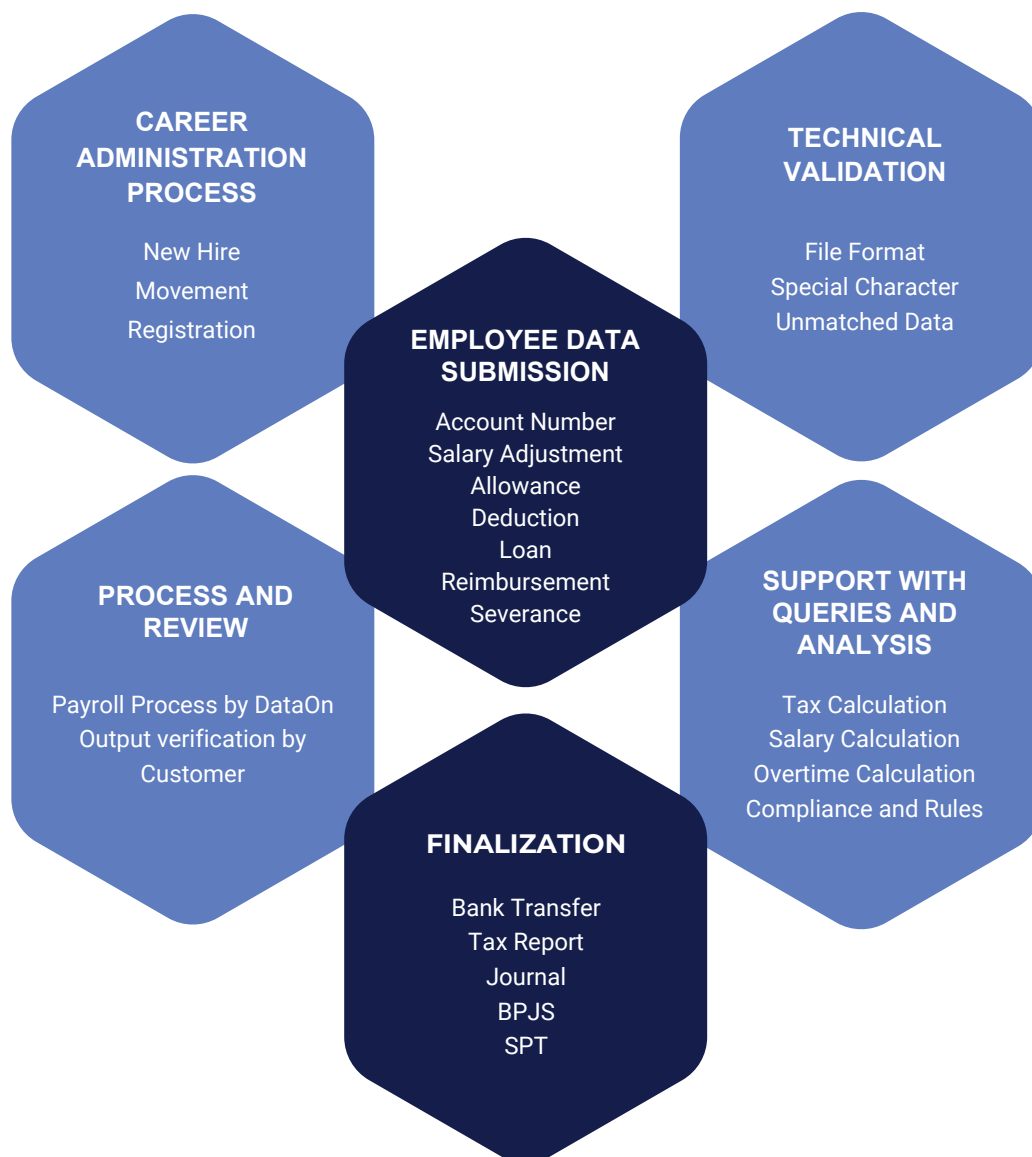 CAREER
ADMINISTRATION
PROCESS
New Hire
Movement
Registration
TECHNICAL
VALIDATION
File Format
Special Character
Unmatched Data
EMPLOYEE DATA
SUBMISSION
Account Number
Salary Adjustment
Allowance
Deduction
Loan
Reimbursement
Severance
PROCESS AND
REVIEW
Payroll Process by DataOn
Output verification by
Customer
SUPPORT WITH
QUERIES AND
ANALYSIS
Tax Calculation
Salary Calculation
Overtime Calculation
Compliance and Rules
FINALIZATION
Bank Transfer
Tax Report
Journal
BPJS
SPT